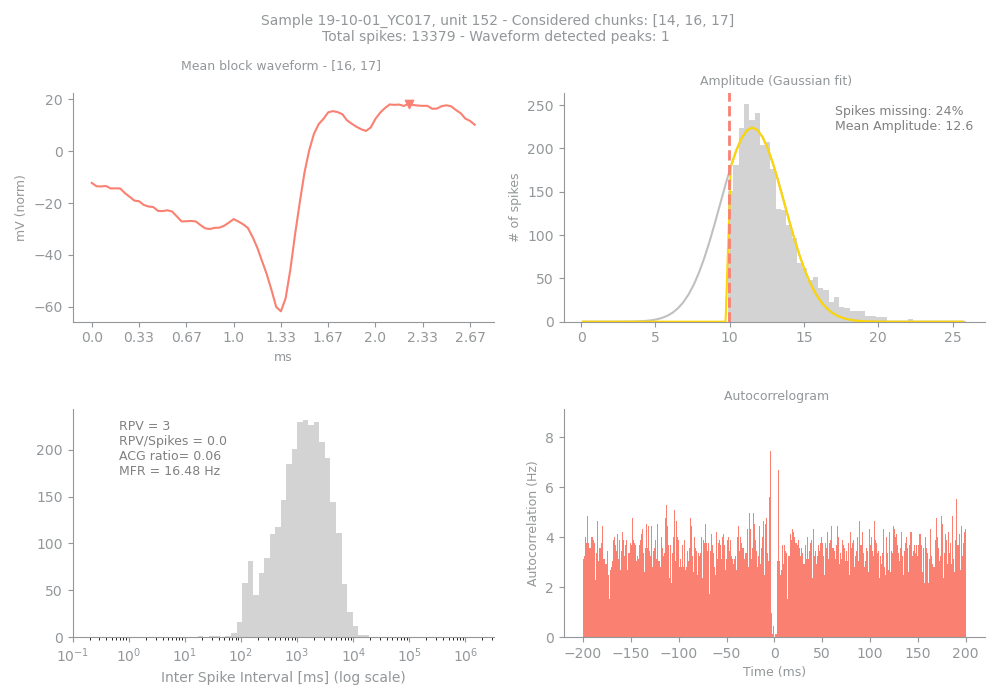 Sample 19-10-01_YC017, unit 152 - Considered chunks: [14, 16, 17]
Total spikes: 13379 - Waveform detected peaks: 1
Mean block waveform - [16, 17]
20
0
−20
−40
−60
mV (norm)
0.0 0.33 0.67 1.0 1.33 1.67 2.0 2.33 2.67
ms
Amplitude (Gaussian fit)
Spikes missing: 24%
Mean Amplitude: 12.6
250
200
150
100
50
0
# of spikes
0 5 10 15 20 25
RPV = 3
RPV/Spikes = 0.0
ACG ratio= 0.06
MFR = 16.48 Hz
200
150
100
50
0
10⁻¹ 10⁰ 10¹ 10² 10³ 10⁴ 10⁵ 10⁶
Inter Spike Interval [ms] (log scale)
Autocorrelogram
8
6
4
2
0
Autocorrelation (Hz)
−200 −150 −100 −50 0 50 100 150 200
Time (ms)